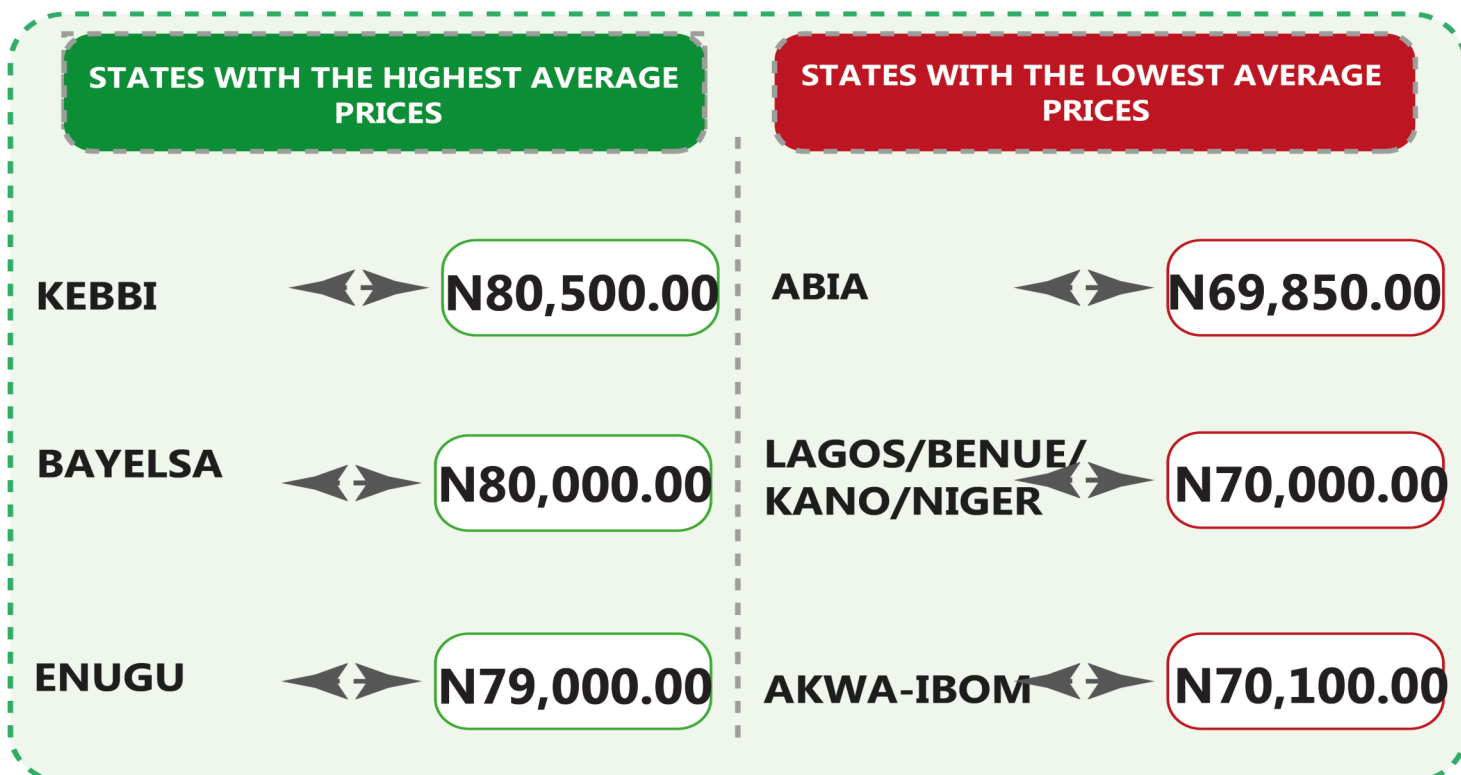 STATES WITH THE HIGHEST AVERAGE
PRICES
KEBBI N80,500.00
BAYELSA N80,000.00
ENUGU N79,000.00
STATES WITH THE LOWEST AVERAGE
PRICES
ABIA N69,850.00
LAGOS/BENUE/
KANO/NIGER N70,000.00
AKWA-IBOM N70,100.00